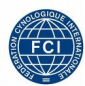 FEDERATION CYNOLOGIQUE INTERNATIONALE
FCI